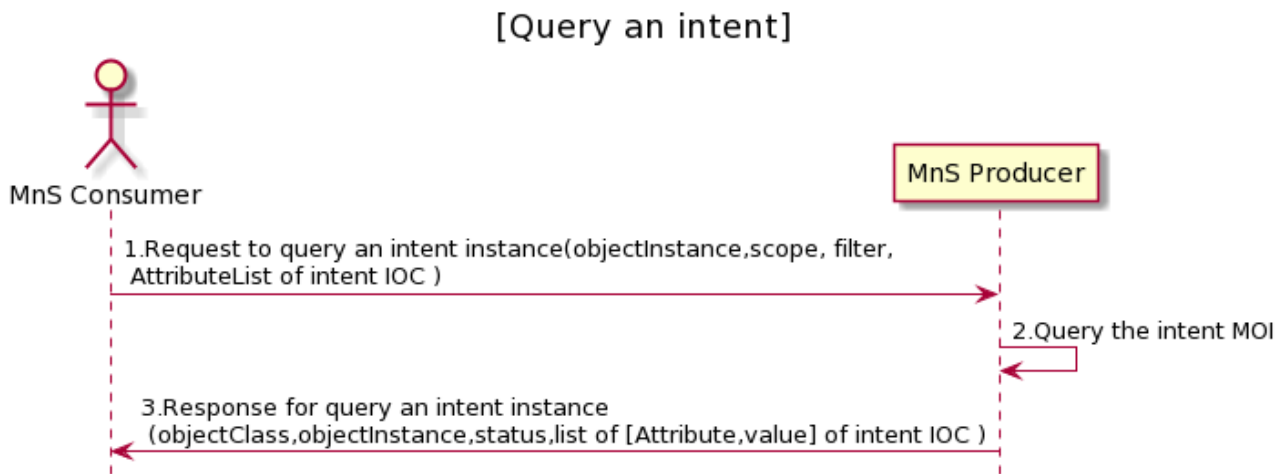 [Query an intent]
MnS Consumer
MnS Producer
1.Request to query an intent instance(objectInstance,scope, filter,
AttributeList of intent IOC )
2.Query the intent MOI
3.Response for query an intent instance
(objectClass,objectInstance,status,list of [Attribute,value] of intent IOC )